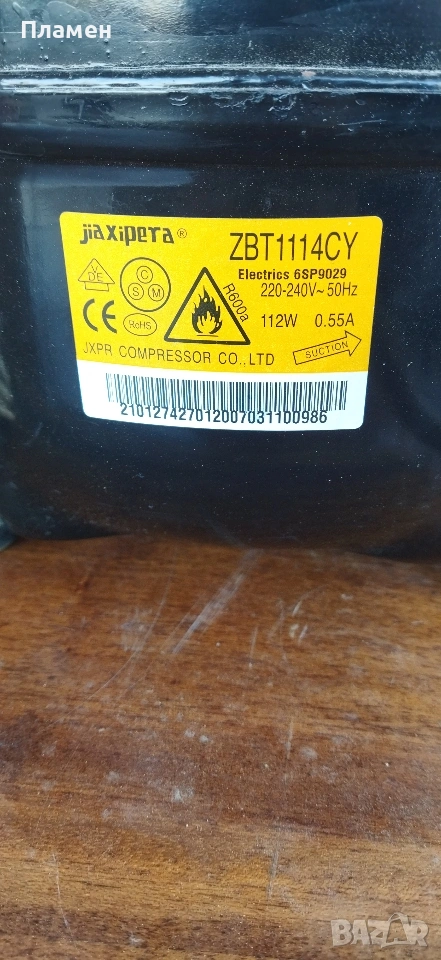 Пламен
jiaxipera®
ZBT1114CY
Electrics 6SP9029
220-240V~50Hz
112W 0.55A
VDE
C
S M
CE
RoHS
R600a
SUCTION
JXPR COMPRESSOR CO.,LTD
210127427012007031100986
BAZAR